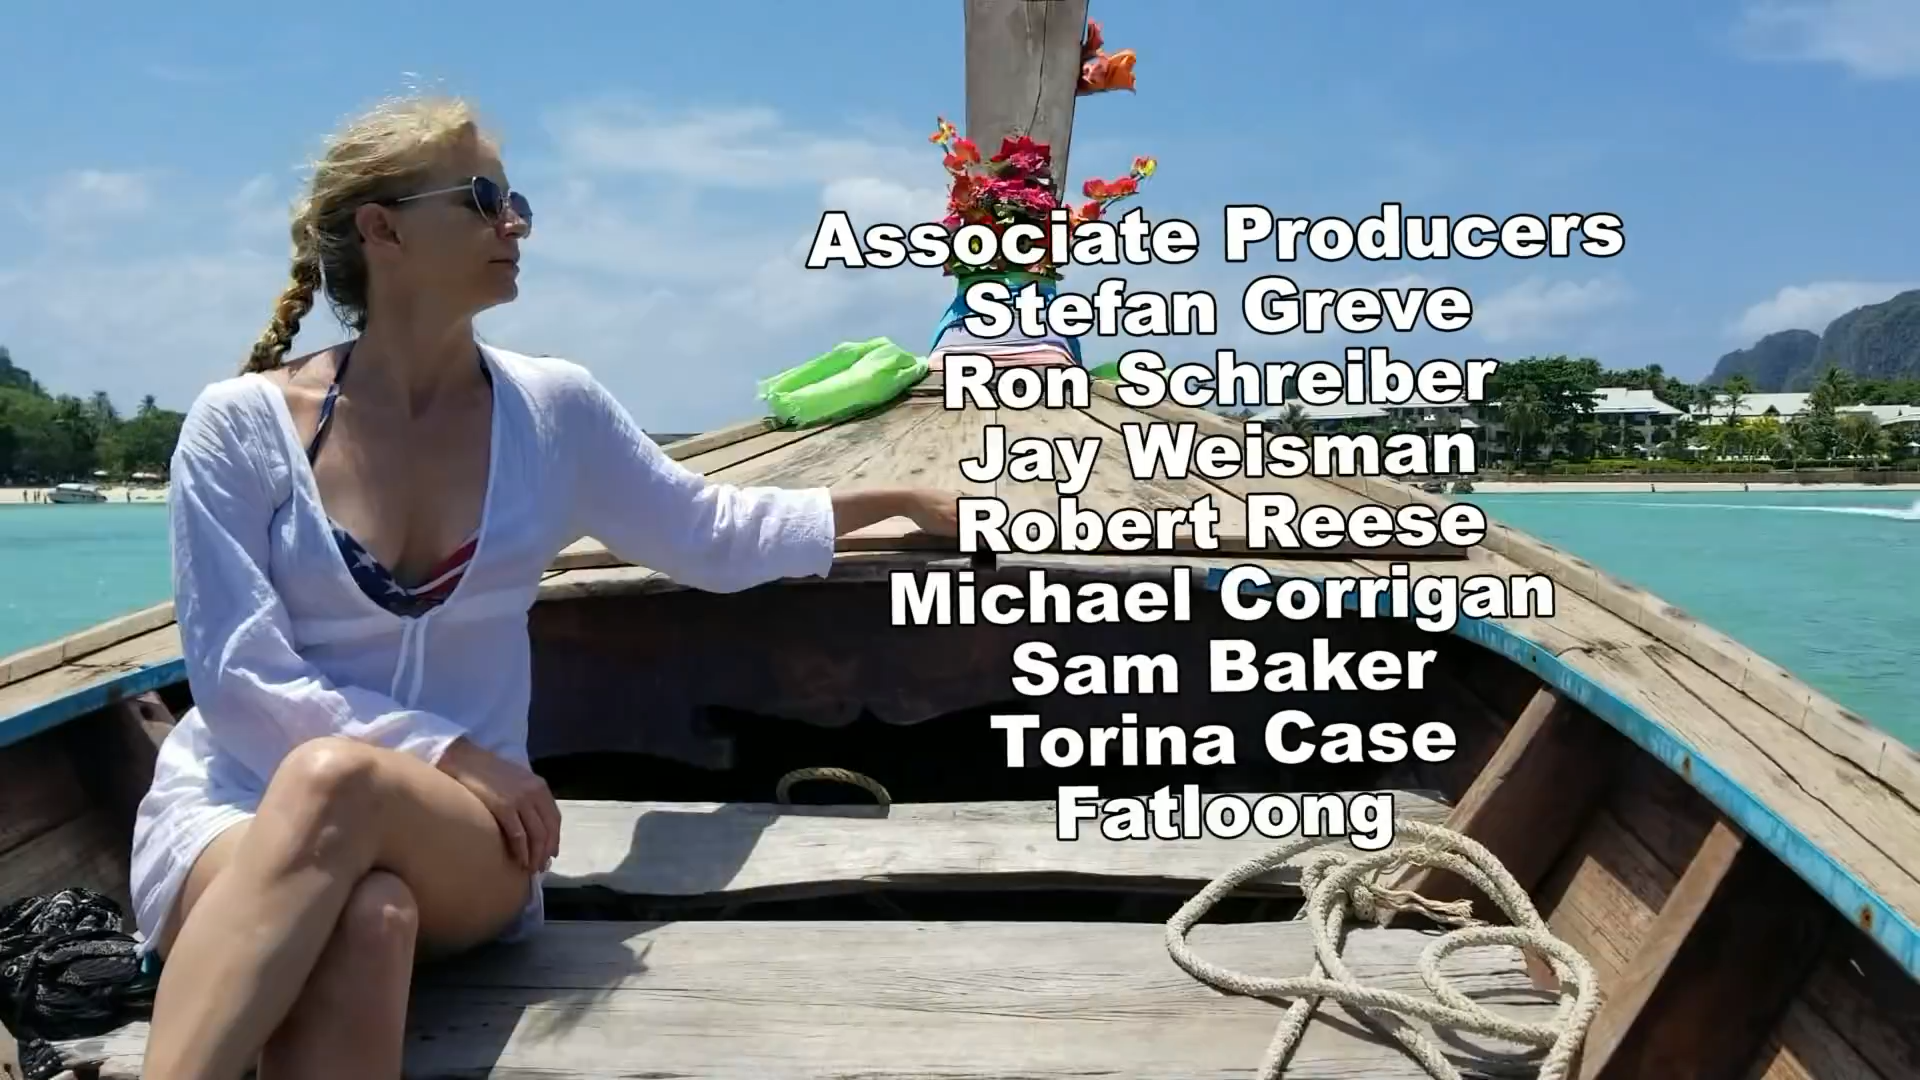 Associate Producers
Stefan Greve
Ron Schreiber
Jay Weisman
Robert Reese
Michael Corrigan
Sam Baker
Torina Case
Fatloong